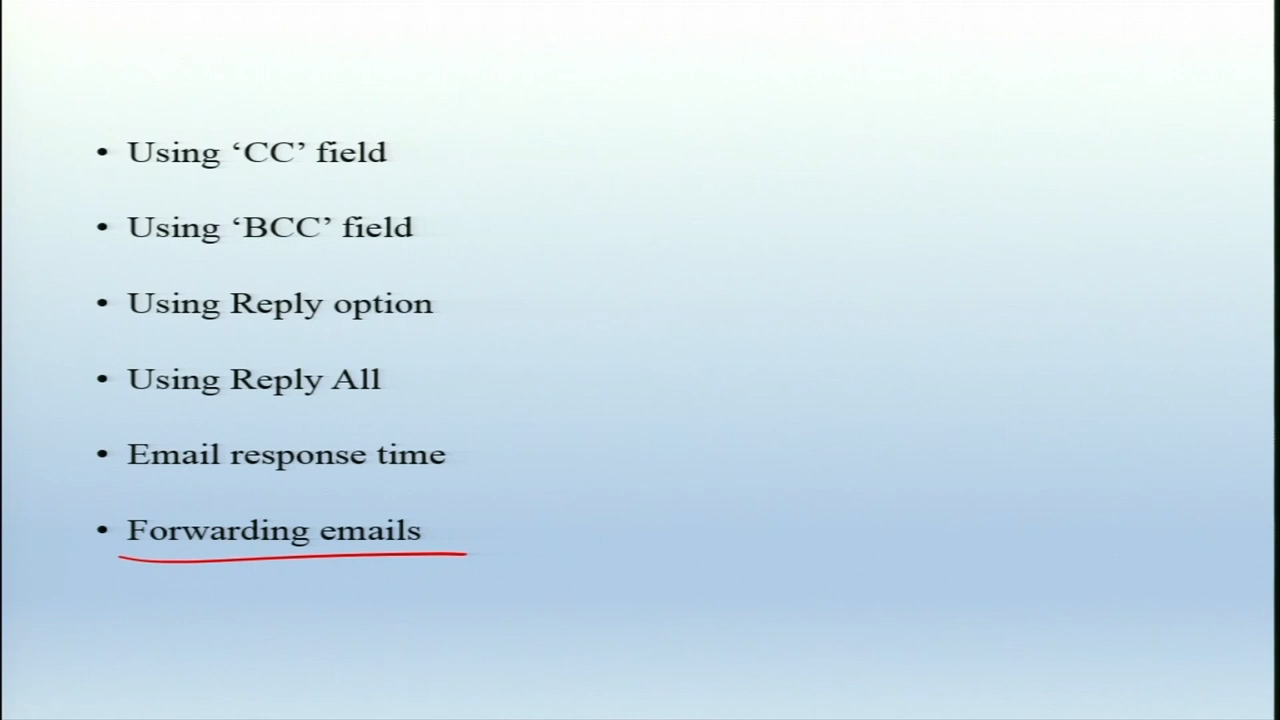 • Using ‘CC’ field
• Using ‘BCC’ field
• Using Reply option
• Using Reply All
• Email response time
• Forwarding emails